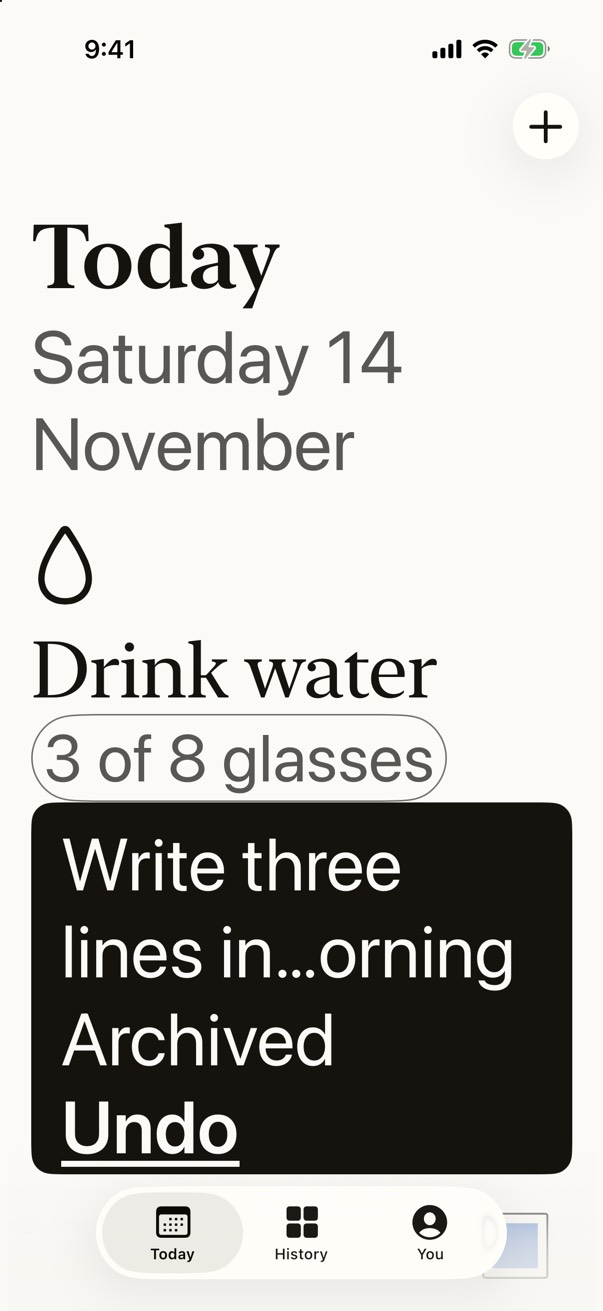 9:41
Today
Saturday 14
November
Drink water
3 of 8 glasses
Write three
lines in...orning
Archived
Undo
Today
History
You